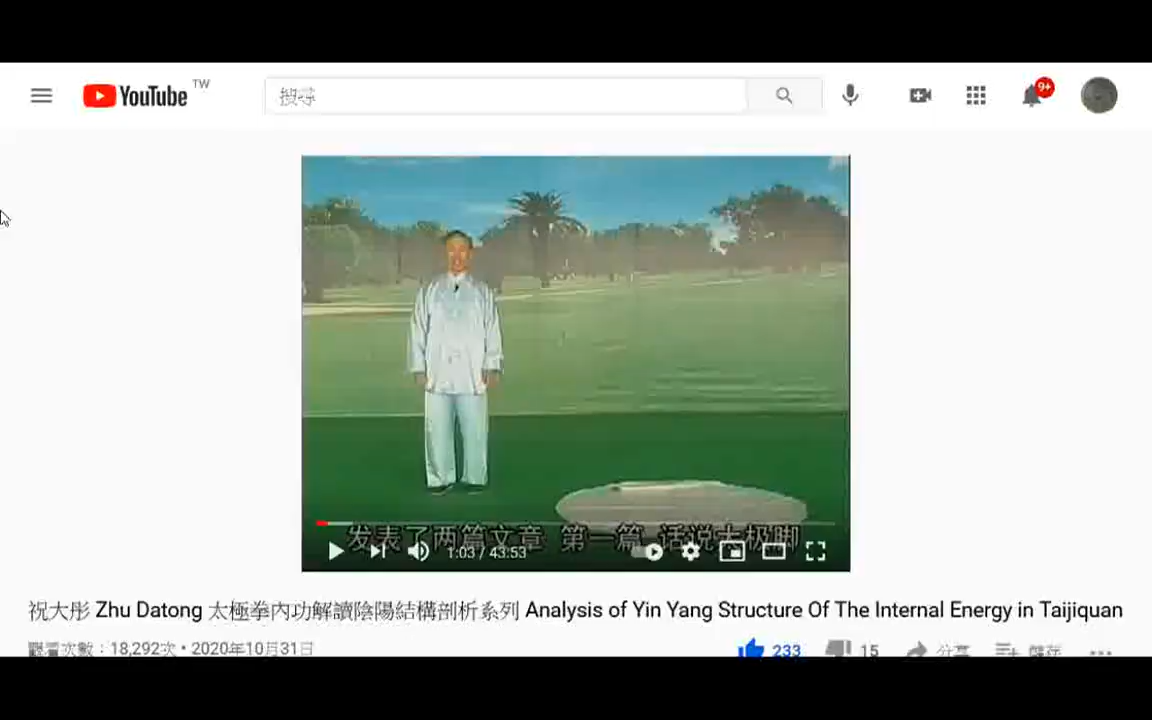 YouTube TW
搜尋
9+
发表了两篇文章 第一篇 话说太极脚
1:03 / 43:53
祝大彤 Zhu Datong 太極拳內功解讀陰陽結構剖析系列 Analysis of Yin Yang Structure Of The Internal Energy in Taijiquan
觀看次數：18,292次 • 2020年10月31日
233
15
分享
儲存